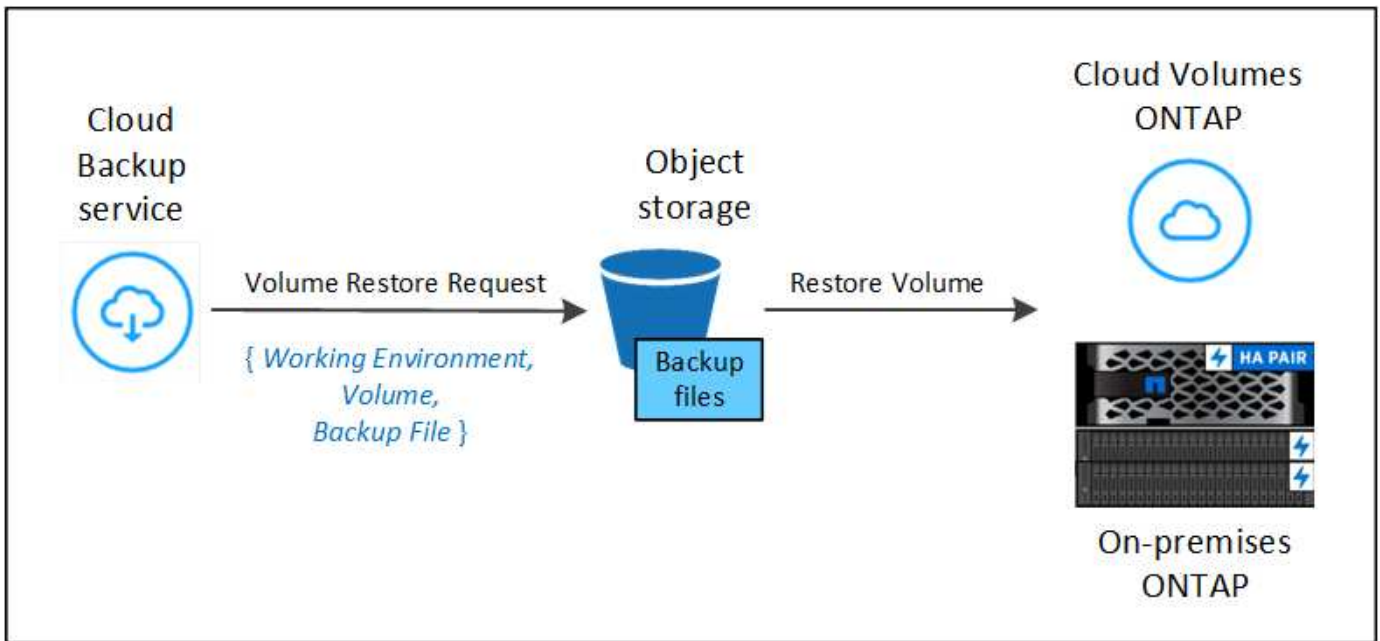 Cloud
Backup
service
Volume Restore Request
{ Working Environment,
Volume,
Backup File }
Object
storage
Backup
files
Restore Volume
Cloud Volumes
ONTAP
HA PAIR
On-premises
ONTAP